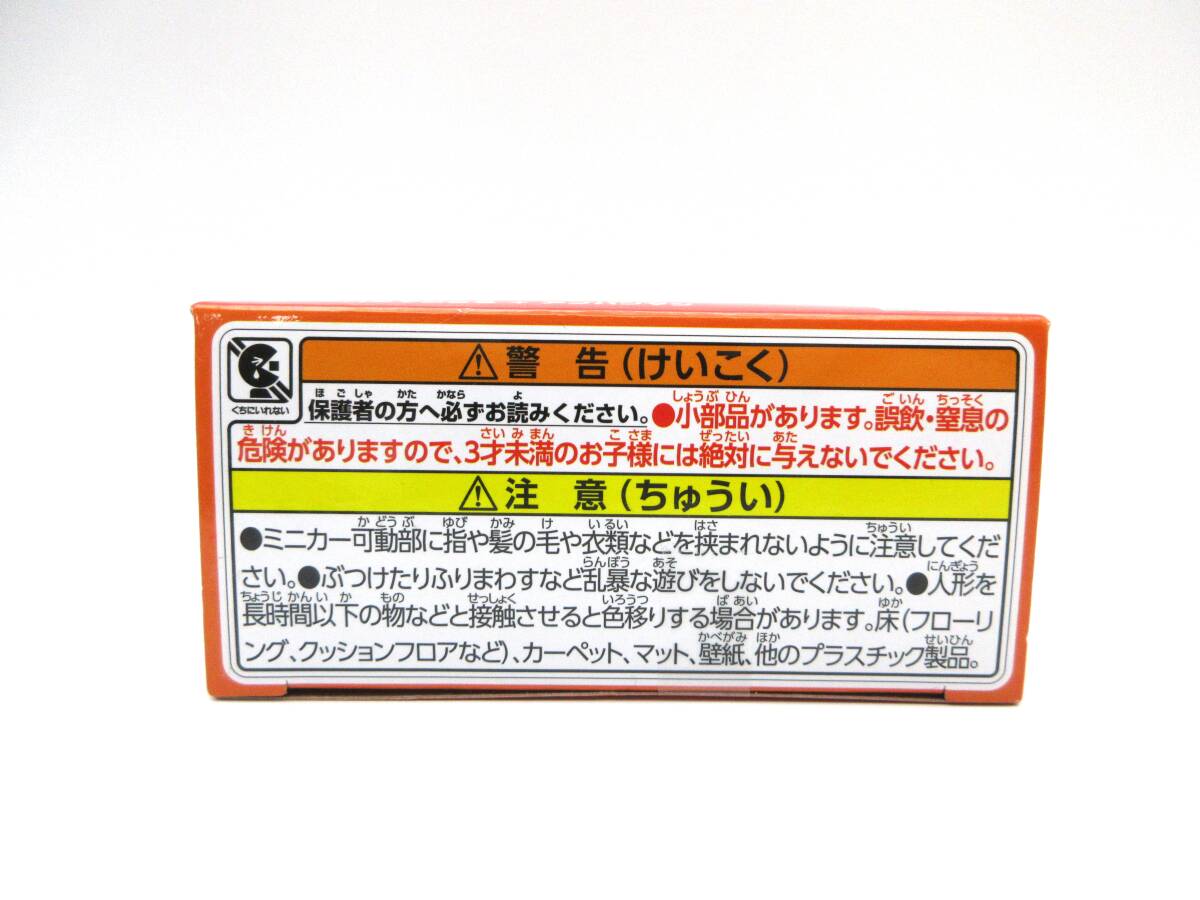 ⚠警 告(けいこく)
くちにいれない
保護者の方へ必ずお読みください。●小部品があります。誤飲・窒息の
危険がありますので、3才未満のお子様には絶対に与えないでください。
⚠注 意(ちゅうい)
●ミニカー可動部に指や髪の毛や衣類などを挟まれないように注意してくだ
さい。●ぶつけたりふりまわすなど乱暴な遊びをしないでください。●人形を
長時間以下の物などと接触させると色移りする場合があります。床(フローリ
ング、クッションフロアなど)、カーペット、マット、壁紙、他のプラスチック製品。